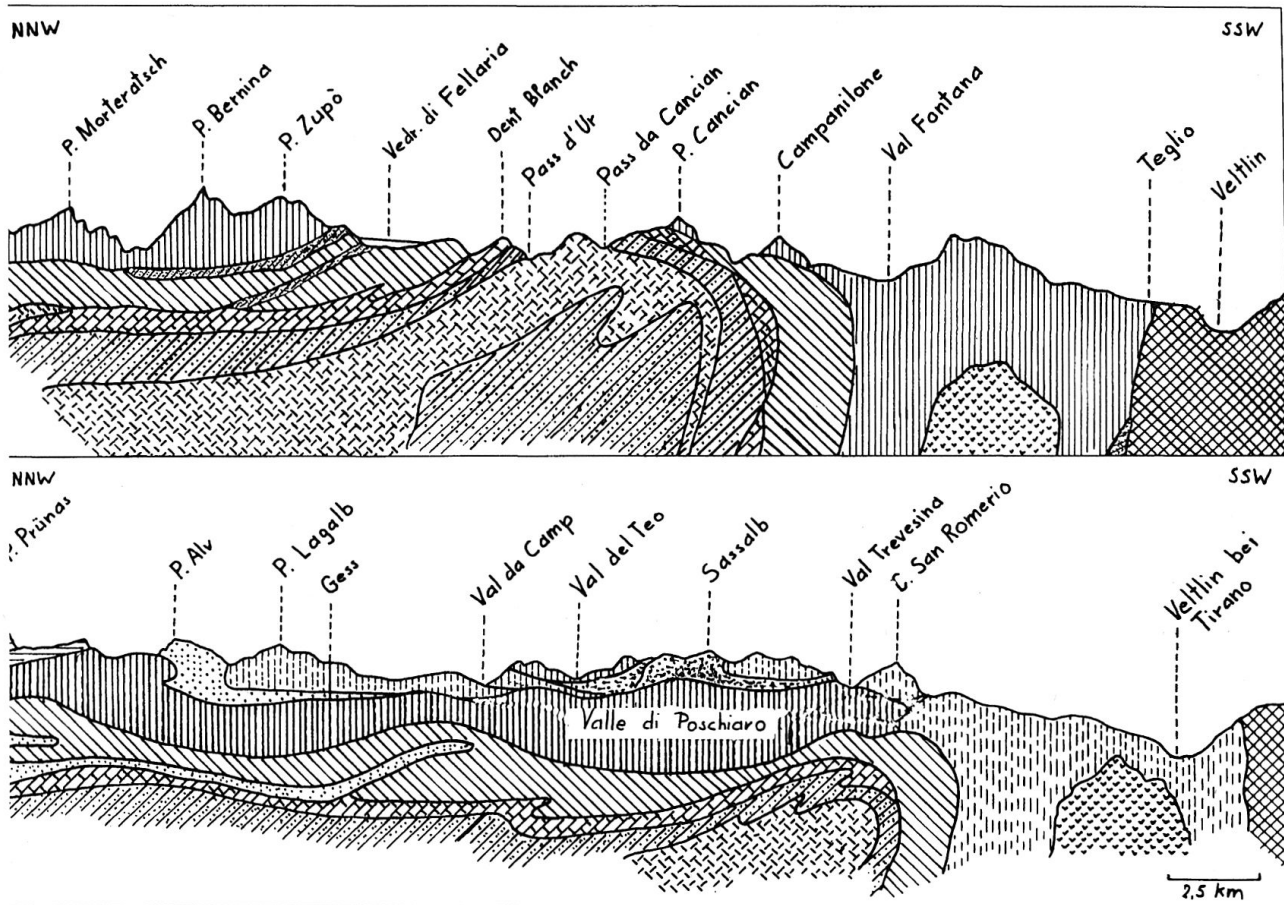 NNW
SSW
P. Morteratsch
P. Bernina
P. Zupò
Vedr. di Fellaria
Dent Blanch
Pass d'Ur
Pass da Cancian
P. Cancian
Campanilone
Val Fontana
Teglio
Veltlin
NNW
SSW
P. Prünas
P. Alv
P. Lagalb
Gess
Val da Camp
Val del Teo
Sassalb
Val Trevesina
C. San Romerio
Veltlin bei
Tirano
Valle di Poschiaro
2,5 km